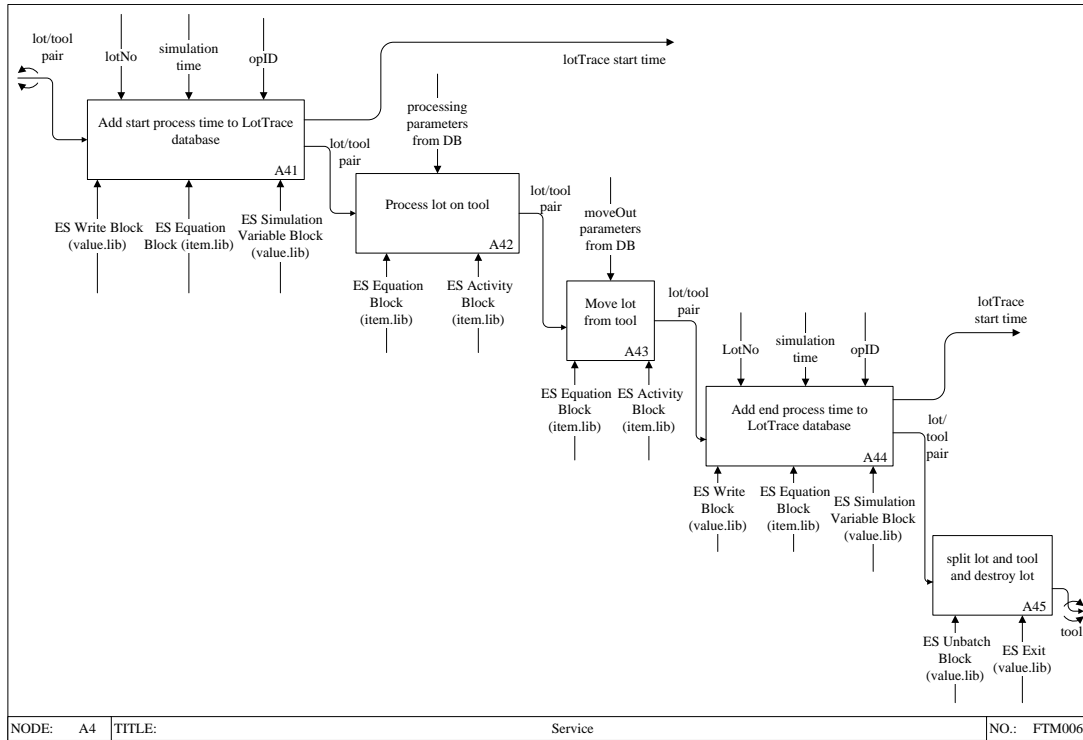 lot/tool
pair
lotNo
simulation
time
opID
lotTrace start time
Add start process time to LotTrace
database
A41
processing
parameters
from DB
lot/tool
pair
ES Write Block
(value.lib)
ES Equation
Block (item.lib)
ES Simulation
Variable Block
(value.lib)
Process lot on tool
A42
lot/tool
pair
moveOut
parameters
from DB
ES Equation
Block
(item.lib)
ES Activity
Block
(item.lib)
Move lot
from tool
A43
lot/tool
pair
lotTrace
start time
LotNo
simulation
time
opID
ES Equation
Block
(item.lib)
ES Activity
Block
(item.lib)
Add end process time to
LotTrace database
A44
lot/
tool
pair
ES Write
Block
(value.lib)
ES Equation
Block
(item.lib)
ES Simulation
Variable Block
(value.lib)
split lot and tool
and destroy lot
A45
tool
ES Unbatch
Block
(value.lib)
ES Exit
(value.lib)
NODE: A4 TITLE: Service NO.: FTM006